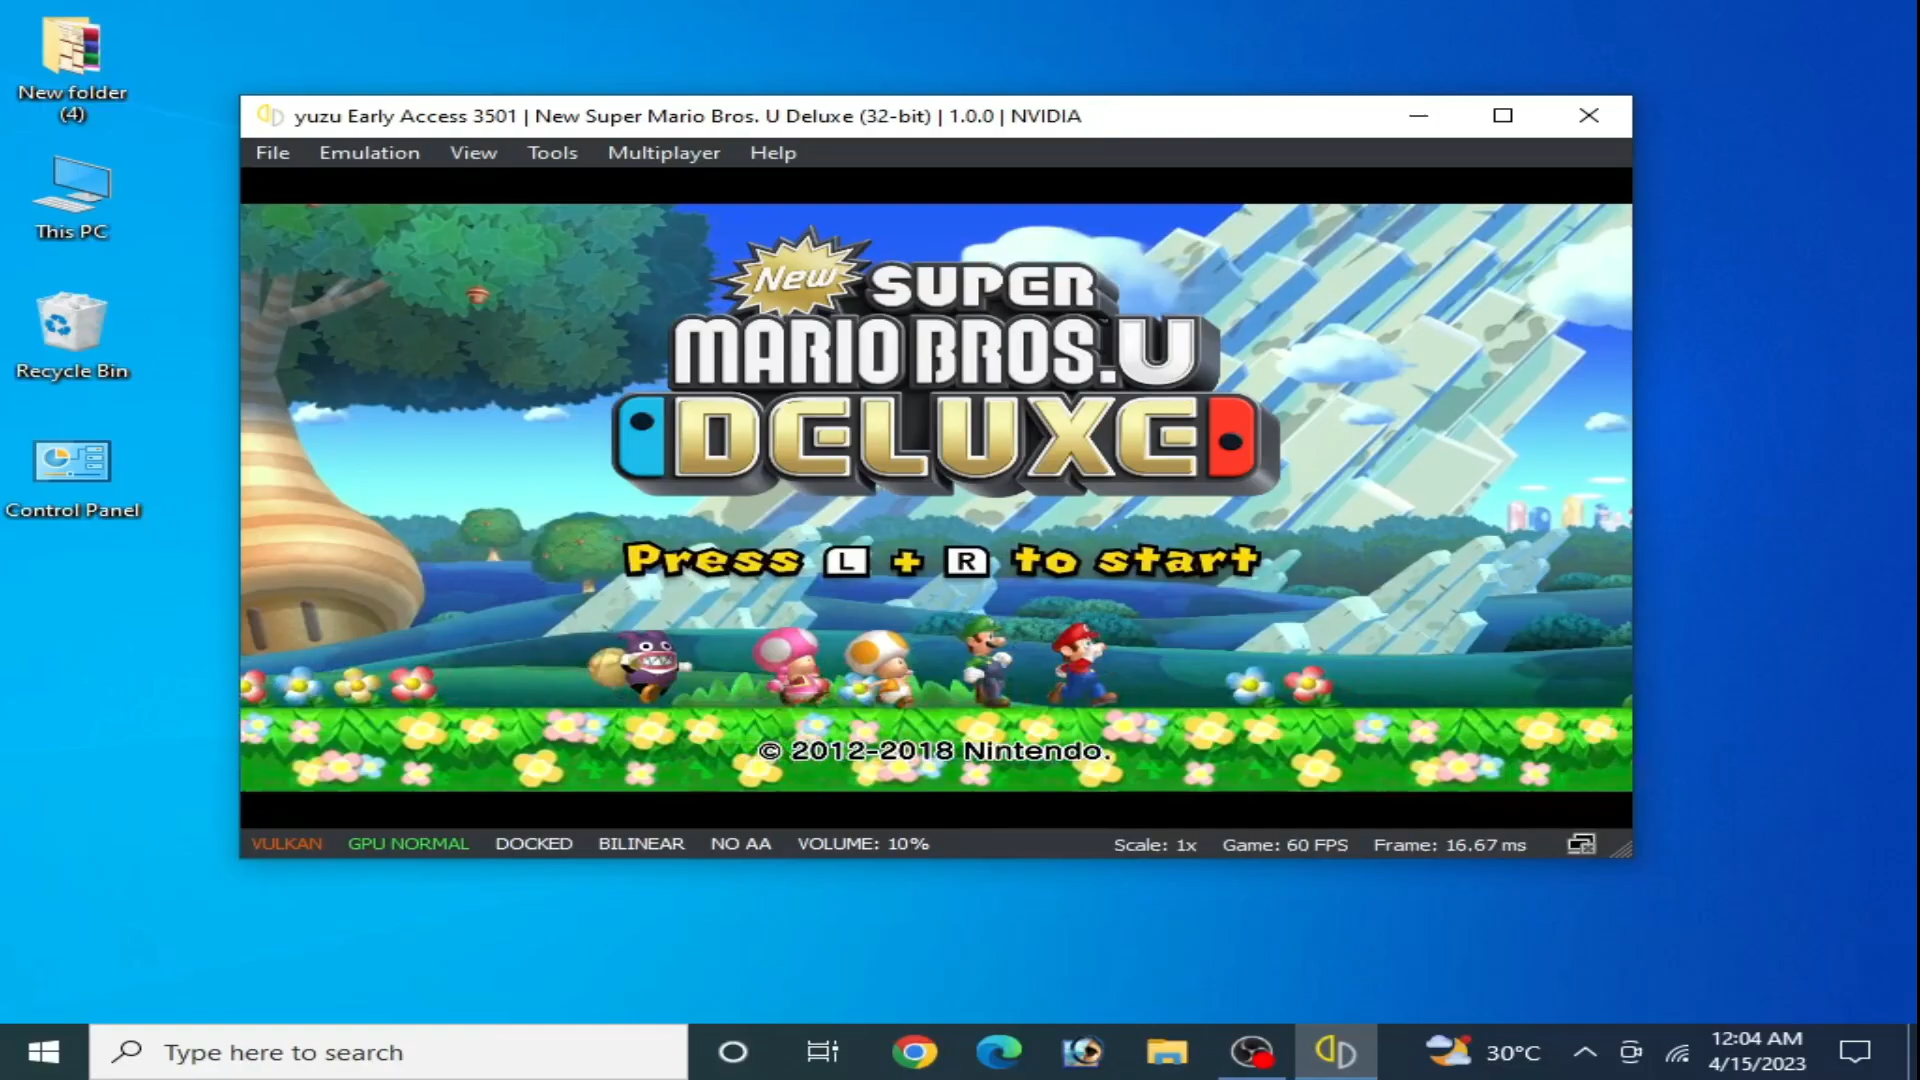 New folder
(4)
This PC
Recycle Bin
Control Panel
yuzu Early Access 3501 | New Super Mario Bros. U Deluxe (32-bit) | 1.0.0 | NVIDIA
File Emulation View Tools Multiplayer Help
New SUPER
MARIO BROS. U
DELUXE
Press L + R to start
© 2012-2018 Nintendo.
VULKAN GPU NORMAL DOCKED BILINEAR NO AA VOLUME: 10% Scale: 1x Game: 60 FPS Frame: 16.67 ms
Type here to search
30°C
12:04 AM
4/15/2023